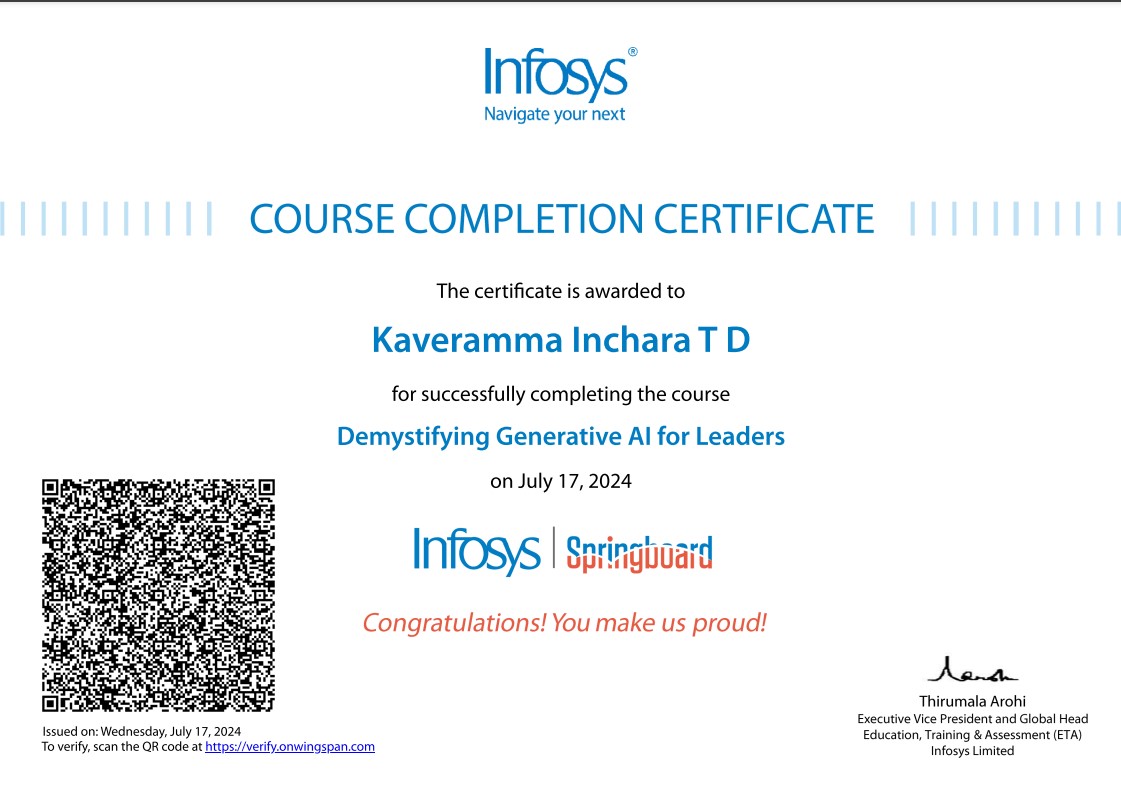 Infosys®
Navigate your next
COURSE COMPLETION CERTIFICATE
The certificate is awarded to
Kaveramma Inchara T D
for successfully completing the course
Demystifying Generative AI for Leaders
on July 17, 2024
Infosys | Springboard
Congratulations! You make us proud!
Issued on: Wednesday, July 17, 2024
To verify, scan the QR code at https://verify.onwingspan.com
Thirumala Arohi
Executive Vice President and Global Head
Education, Training & Assessment (ETA)
Infosys Limited